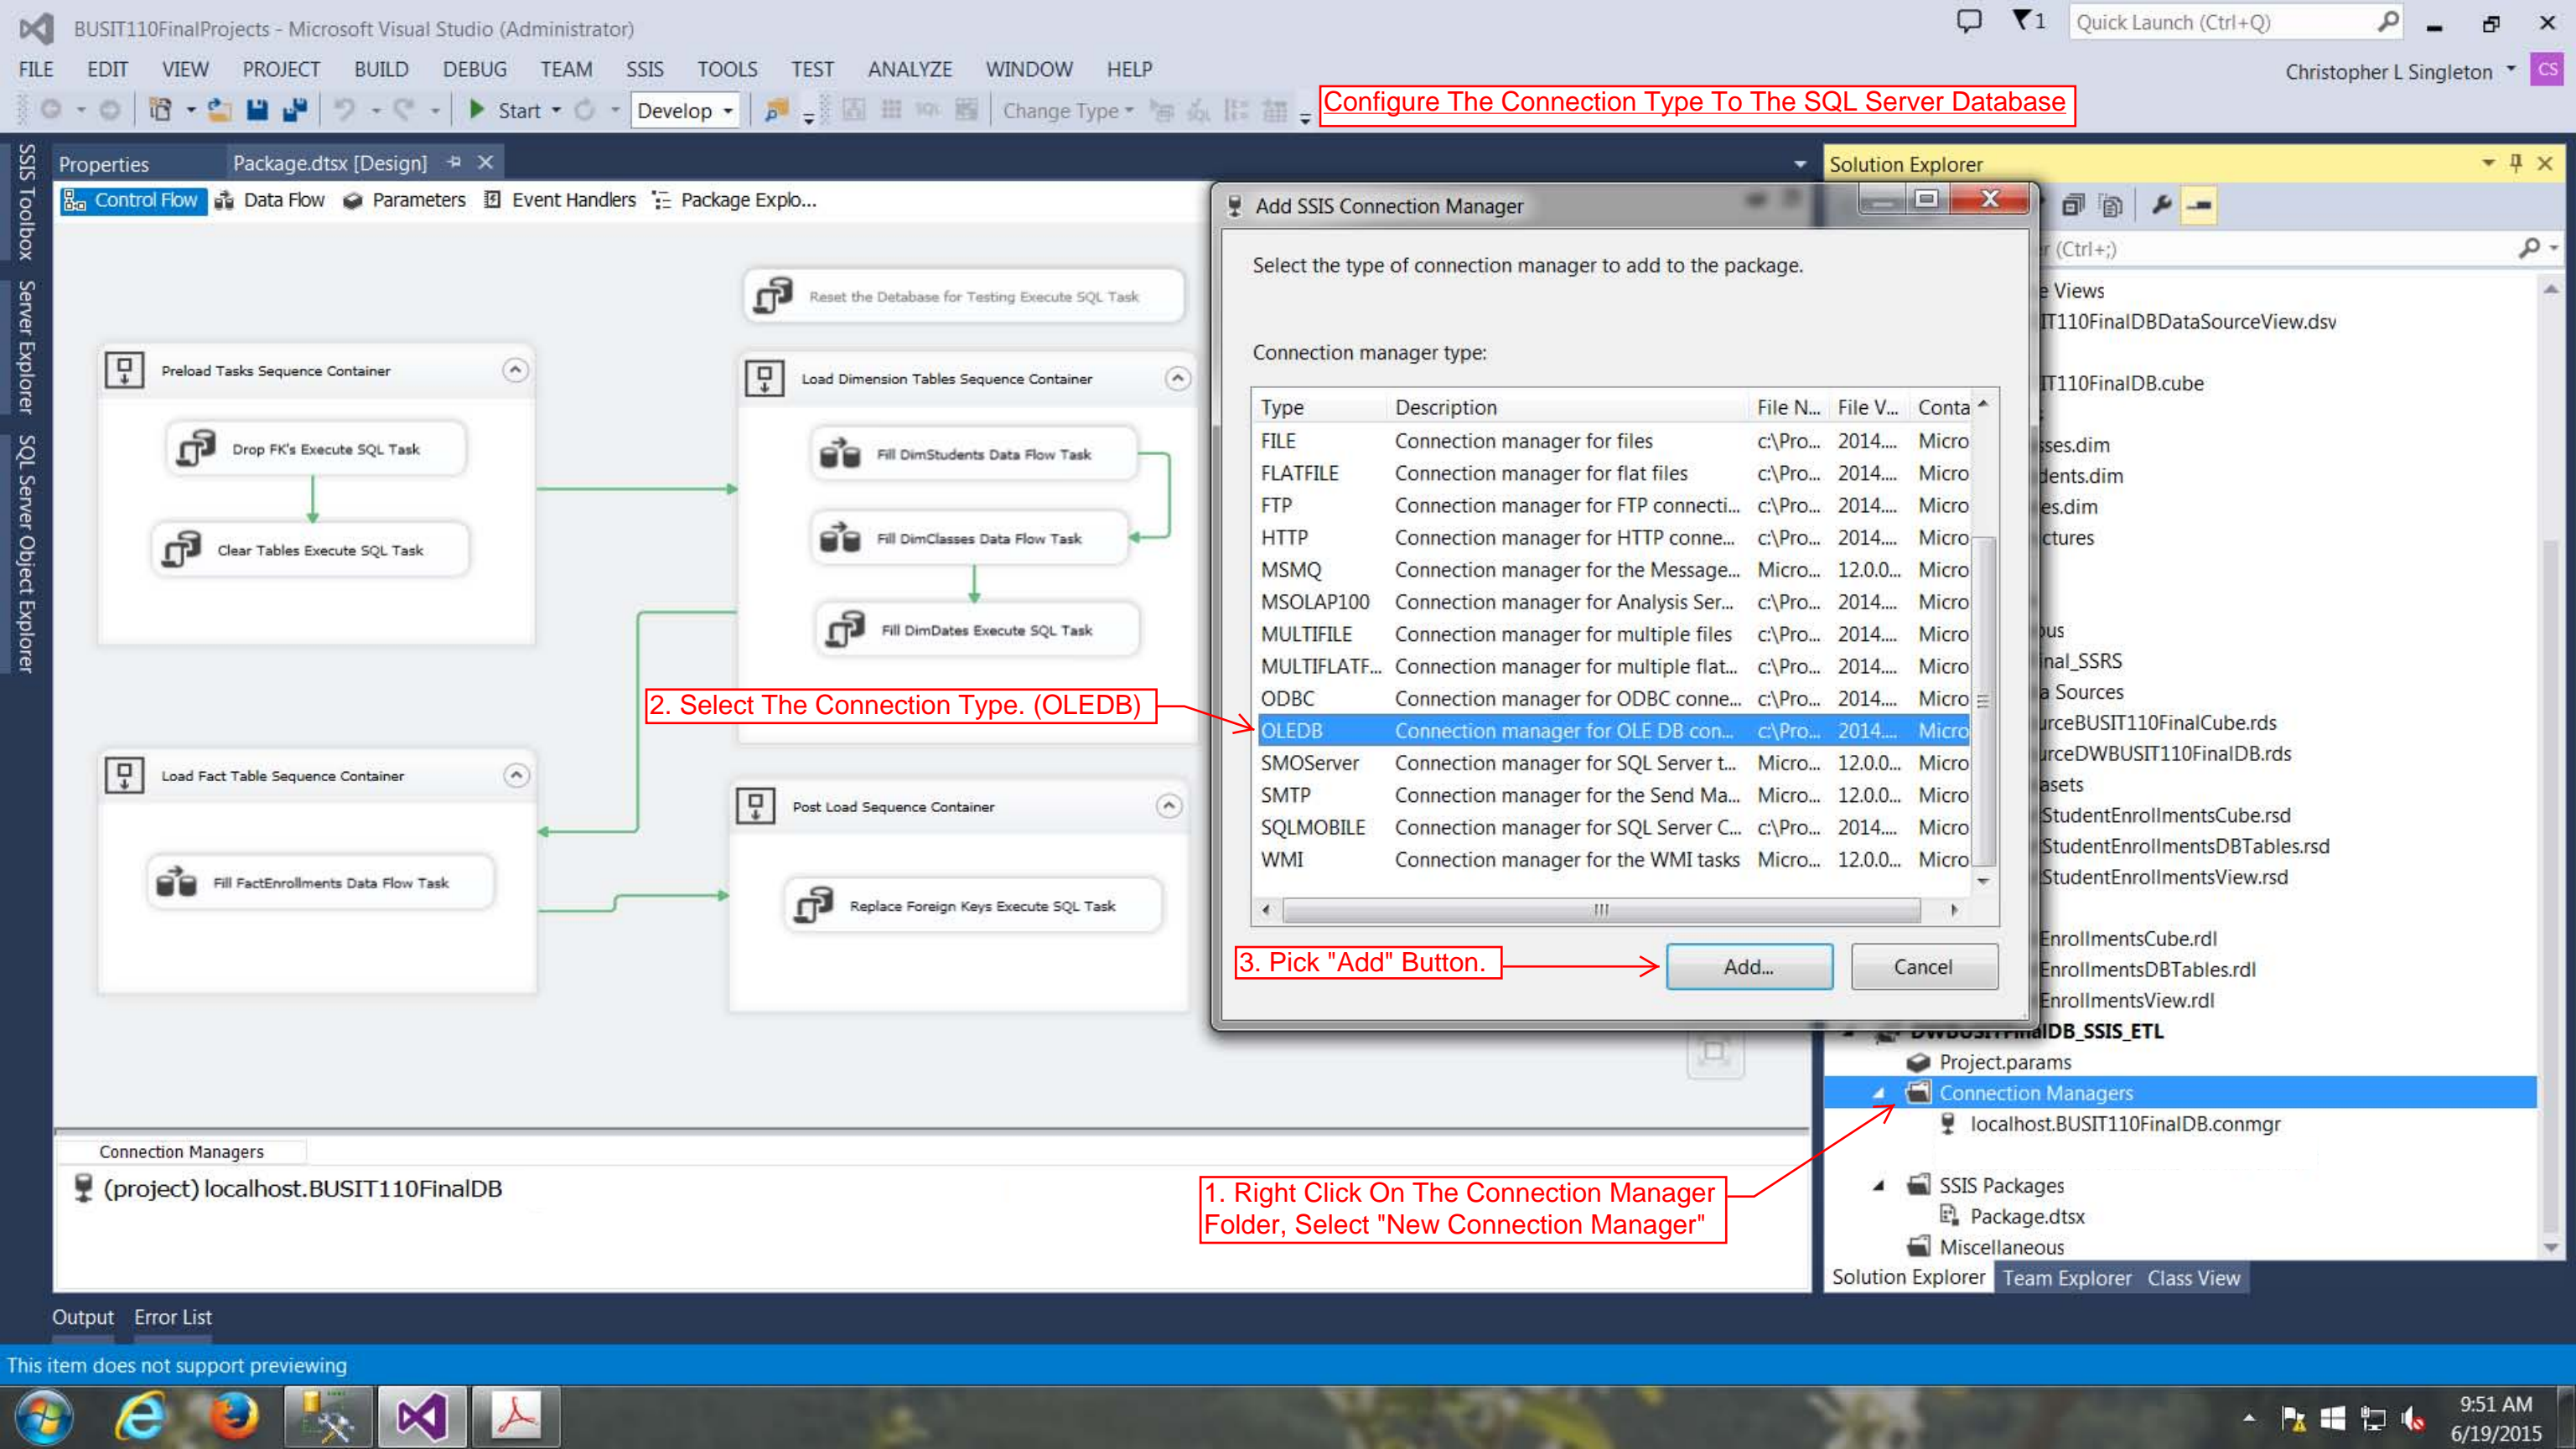 BUSIT110FinalProjects - Microsoft Visual Studio (Administrator)
1
Quick Launch (Ctrl+Q)
FILE EDIT VIEW PROJECT BUILD DEBUG TEAM SSIS TOOLS TEST ANALYZE WINDOW HELP
Christopher L Singleton
CS
Start
Develop
Change Type
Configure The Connection Type To The SQL Server Database
SSIS Toolbox
Server Explorer
SQL Server Object Explorer
Properties
Package.dtsx [Design]
Control Flow
Data Flow
Parameters
Event Handlers
Package Explo...
Reset the Database for Testing Execute SQL Task
Preload Tasks Sequence Container
Drop FK's Execute SQL Task
Clear Tables Execute SQL Task
Load Dimension Tables Sequence Container
Fill DimStudents Data Flow Task
Fill DimClasses Data Flow Task
Fill DimDates Execute SQL Task
2. Select The Connection Type. (OLEDB)
Load Fact Table Sequence Container
Fill FactEnrollments Data Flow Task
Post Load Sequence Container
Replace Foreign Keys Execute SQL Task
Add SSIS Connection Manager
Select the type of connection manager to add to the package.
Connection manager type:
Type Description File N... File V... Conta
FILE Connection manager for files c:\Pro... 2014.... Micro
FLATFILE Connection manager for flat files c:\Pro... 2014.... Micro
FTP Connection manager for FTP connecti... c:\Pro... 2014.... Micro
HTTP Connection manager for HTTP conne... c:\Pro... 2014.... Micro
MSMQ Connection manager for the Message... Micro... 12.0.0... Micro
MSOLAP100 Connection manager for Analysis Ser... c:\Pro... 2014.... Micro
MULTIFILE Connection manager for multiple files c:\Pro... 2014.... Micro
MULTIFLATF... Connection manager for multiple flat... c:\Pro... 2014.... Micro
ODBC Connection manager for ODBC conne... c:\Pro... 2014.... Micro
OLEDB Connection manager for OLE DB con... c:\Pro... 2014.... Micro
SMOServer Connection manager for SQL Server t... Micro... 12.0.0... Micro
SMTP Connection manager for the Send Ma... Micro... 12.0.0... Micro
SQLMOBILE Connection manager for SQL Server C... c:\Pro... 2014.... Micro
WMI Connection manager for the WMI tasks Micro... 12.0.0... Micro
3. Pick "Add" Button.
Add...
Cancel
Solution Explorer
r (Ctrl+;)
e Views
IT110FinalDBDataSourceView.dsv
IT110FinalDB.cube
sses.dim
dents.dim
es.dim
ctures
ous
inal_SSRS
a Sources
urceBUSIT110FinalCube.rds
urceDWBUSIT110FinalDB.rds
asets
StudentEnrollmentsCube.rsd
StudentEnrollmentsDBTables.rsd
StudentEnrollmentsView.rsd
EnrollmentsCube.rdl
EnrollmentsDBTables.rdl
EnrollmentsView.rdl
DWBUSITFinalDB_SSIS_ETL
Project.params
Connection Managers
localhost.BUSIT110FinalDB.conmgr
SSIS Packages
Package.dtsx
Miscellaneous
Solution Explorer Team Explorer Class View
Connection Managers
(project) localhost.BUSIT110FinalDB
1. Right Click On The Connection Manager
Folder, Select "New Connection Manager"
Output Error List
This item does not support previewing
9:51 AM
6/19/2015